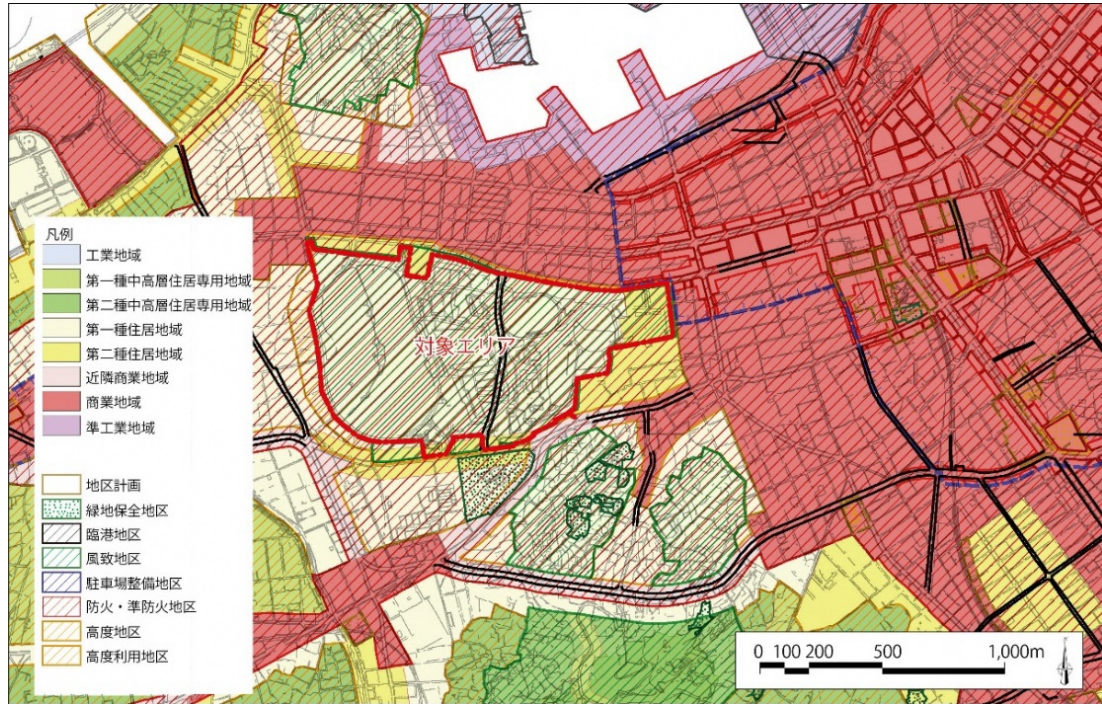 凡例
工業地域
第一種中高層住居専用地域
第二種中高層住居専用地域
第一種住居地域
第二種住居地域
近隣商業地域
商業地域
準工業地域
地区計画
緑地保全地区
臨港地区
風致地区
駐車場整備地区
防火・準防火地区
高度地区
高度利用地区
対象エリア
0 100 200 500 1,000m